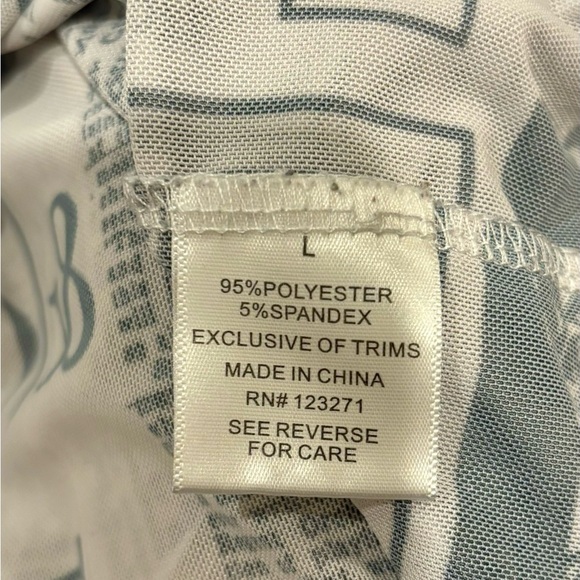 L
95%POLYESTER
5%SPANDEX
EXCLUSIVE OF TRIMS
MADE IN CHINA
RN# 123271
SEE REVERSE
FOR CARE